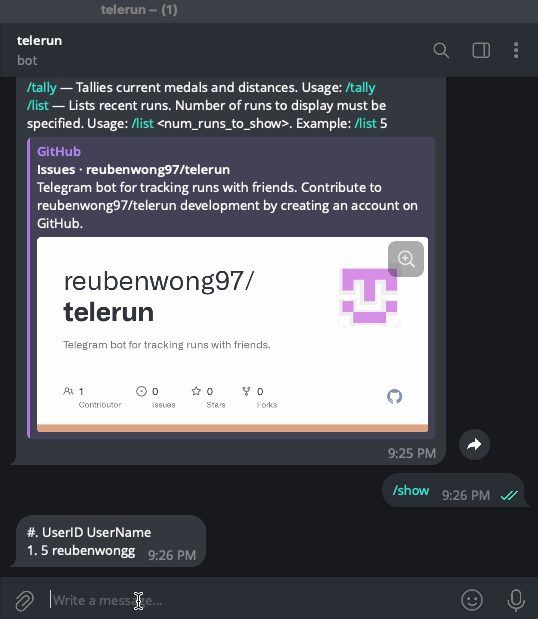 telerun – (1)
telerun
bot
/tally — Tallies current medals and distances. Usage: /tally
/list — Lists recent runs. Number of runs to display must be
specified. Usage: /list <num_runs_to_show>. Example: /list 5
GitHub
Issues · reubenwong97/telerun
Telegram bot for tracking runs with friends. Contribute to
reubenwong97/telerun development by creating an account on
GitHub.
reubenwong97/
telerun
Telegram bot for tracking runs with friends.
1
Contributor
0
Issues
0
Stars
0
Forks
9:25 PM
/show 9:26 PM
#. UserID UserName
1. 5 reubenwongg 9:26 PM
Write a message...